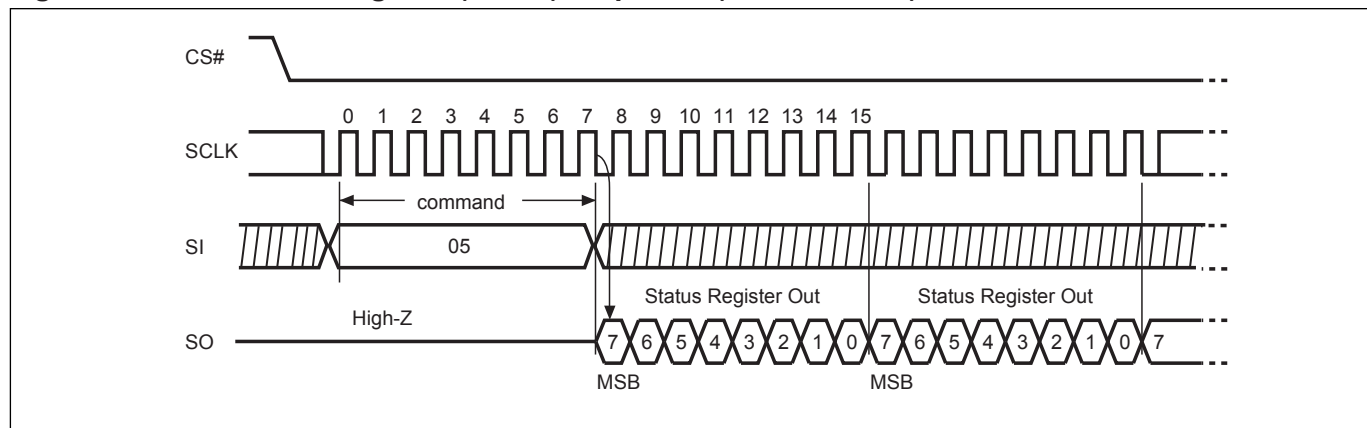 CS#
0 1 2 3 4 5 6 7 8 9 10 11 12 13 14 15
SCLK
command
SI 05
Status Register Out Status Register Out
High-Z
SO 7 6 5 4 3 2 1 0 7 6 5 4 3 2 1 0 7
MSB MSB